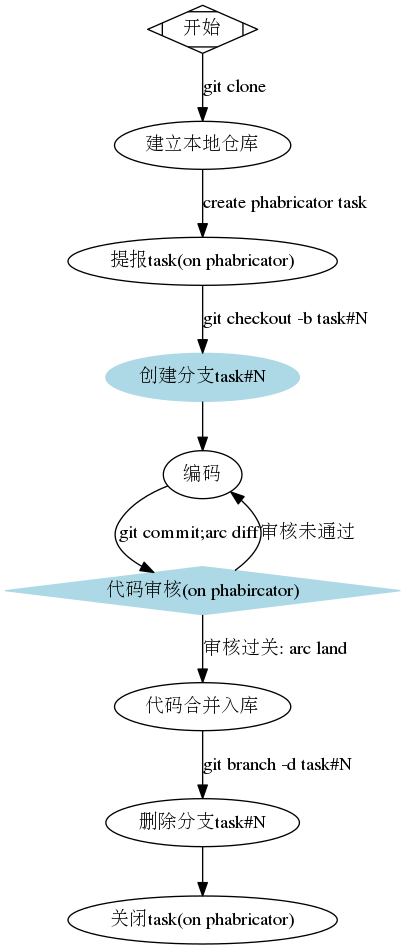 开始
git clone
建立本地仓库
create phabricator task
提报task(on phabricator)
git checkout -b task#N
创建分支task#N
编码
git commit;arc diff
审核未通过
代码审核(on phabircator)
审核过关: arc land
代码合并入库
git branch -d task#N
删除分支task#N
关闭task(on phabricator)